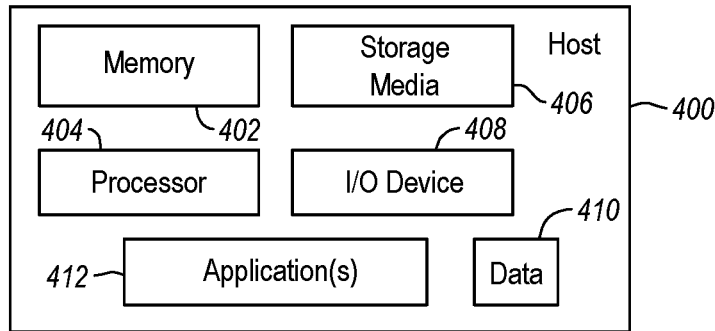 Memory
Storage
Media
Host
402
406
400
404
408
Processor
I/O Device
410
412
Application(s)
Data